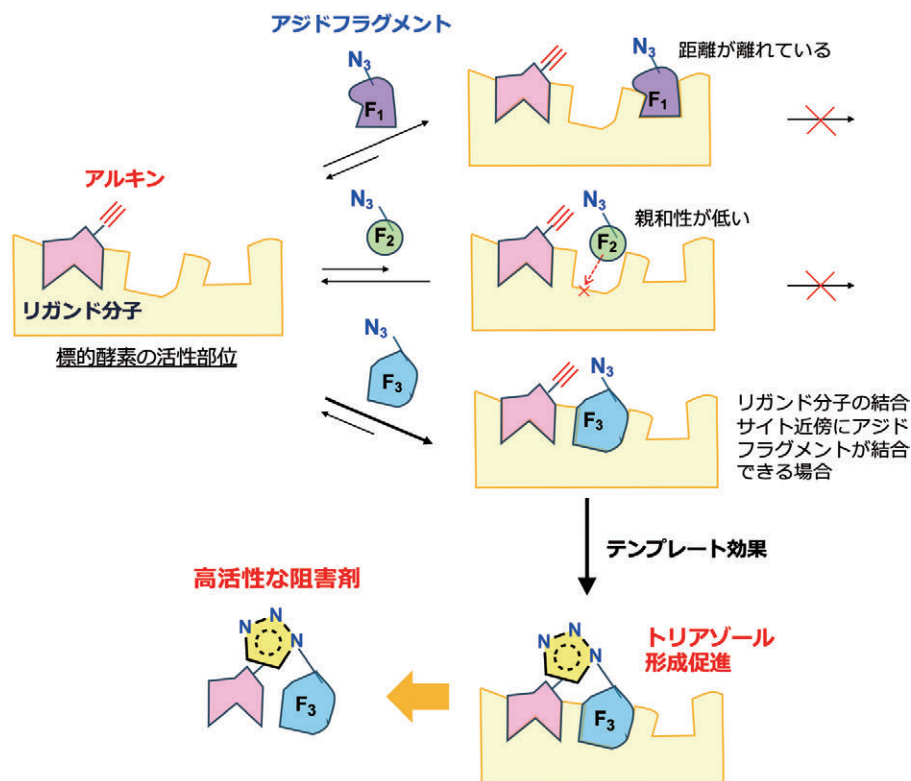 アジドフラグメント
N3
F1
距離が離れている
N3
F1
アルキン
リガンド分子
標的酵素の活性部位
N3
F2
N3
F2
親和性が低い
N3
F3
N3
F3
リガンド分子の結合
サイト近傍にアジド
フラグメントが結合
できる場合
テンプレート効果
高活性な阻害剤
N
N
N
F3
トリアゾール
形成促進
N
N
N
F3